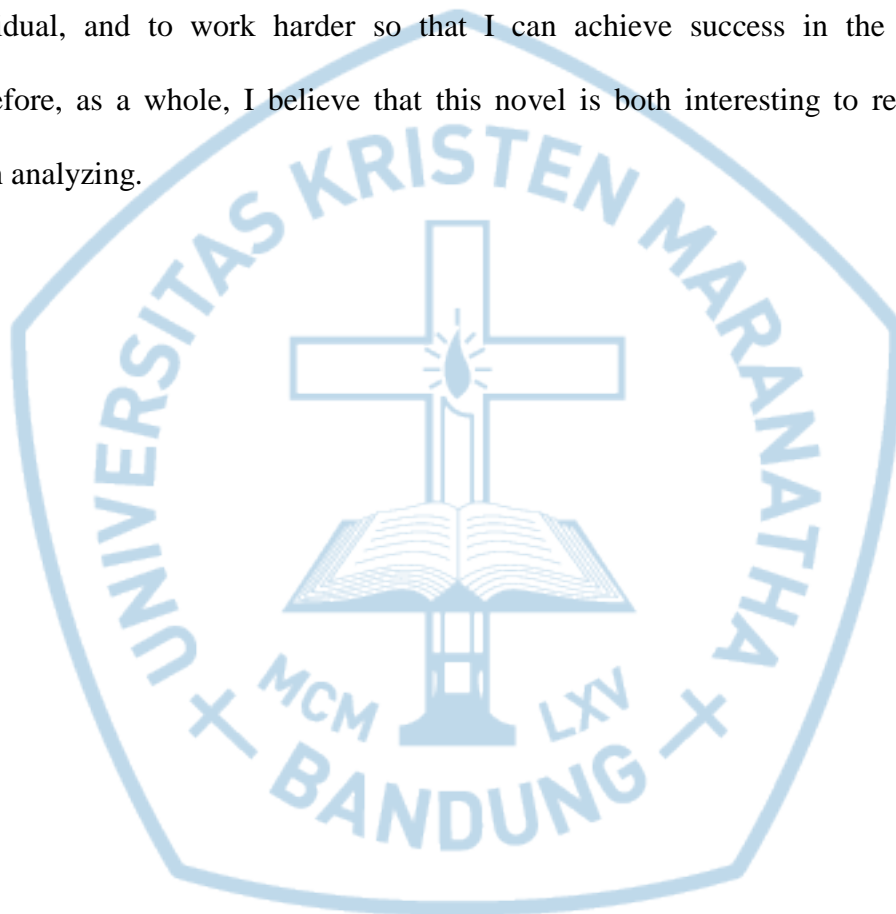 vidual, and to work harder so that I can achieve success in the
efore, as a whole, I believe that this novel is both interesting to re
analyzing.
UNIVERSITAS KRISTEN MARANATHA
MCM LXV
BANDUNG